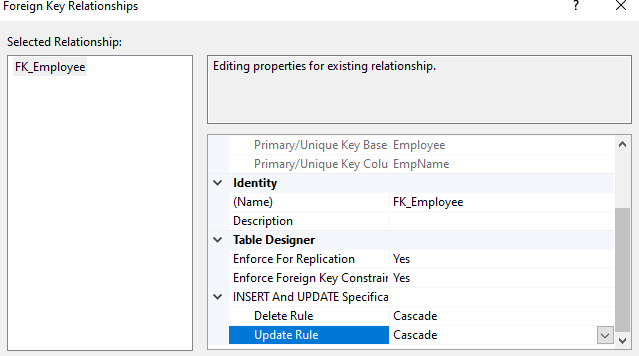 Foreign Key Relationships
?
Selected Relationship:
FK_Employee
Editing properties for existing relationship.
Primary/Unique Key Base Employee
Primary/Unique Key Colu EmpName
Identity
(Name) FK_Employee
Description
Table Designer
Enforce For Replication Yes
Enforce Foreign Key Constrain Yes
INSERT And UPDATE Specifica
Delete Rule Cascade
Update Rule Cascade